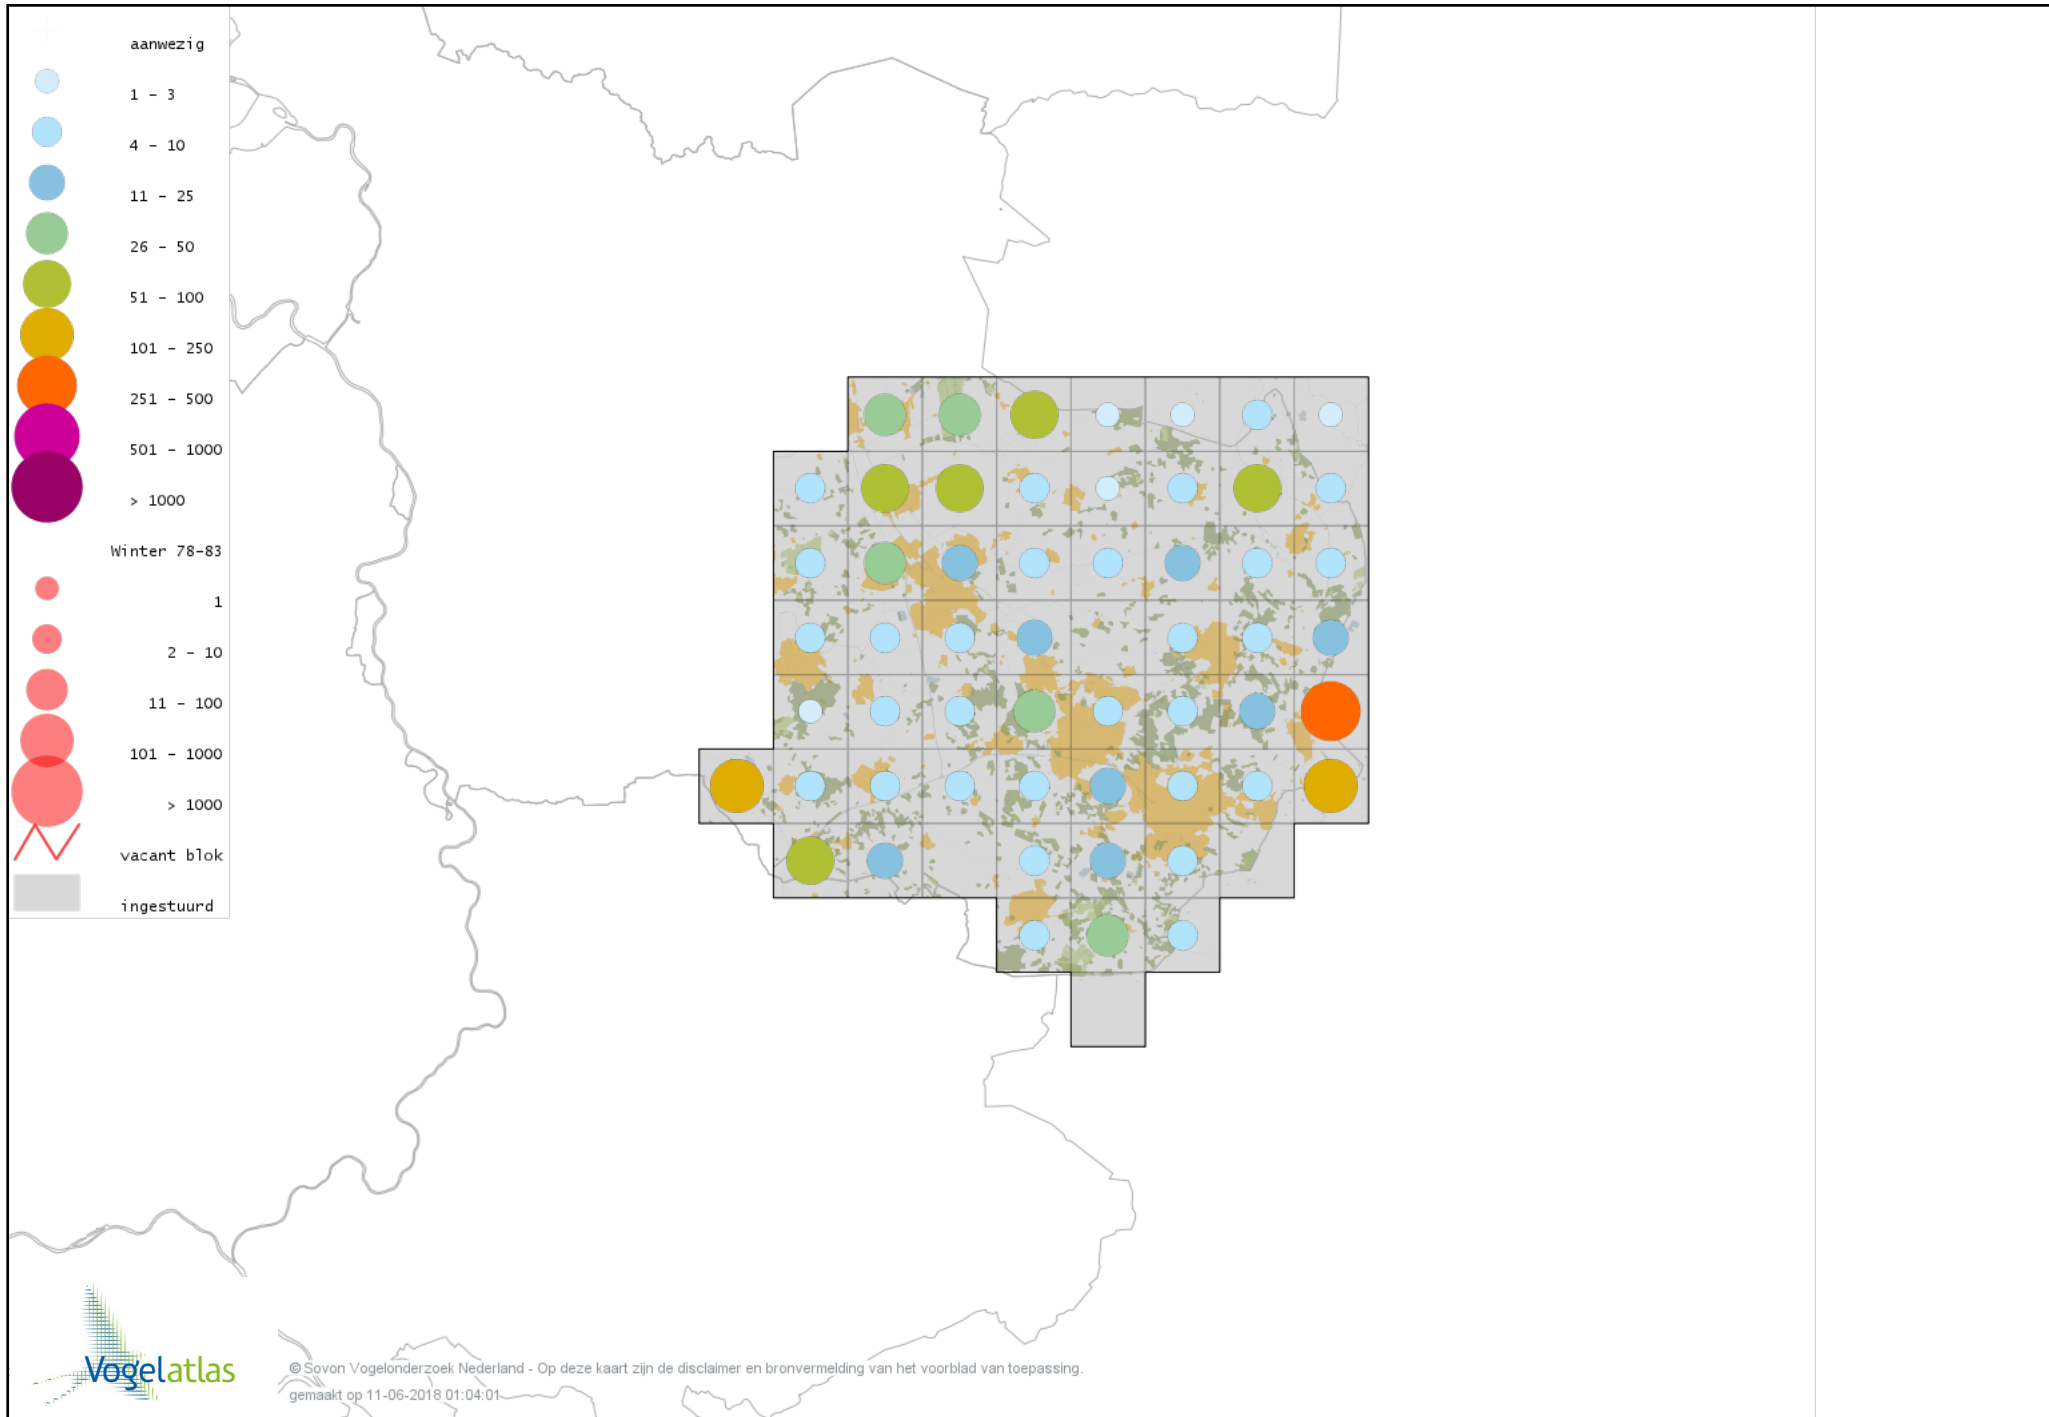 aanwezig
1 - 3
4 - 10
11 - 25
26 - 50
51 - 100
101 - 250
251 - 500
501 - 1000
> 1000
Winter 78-83
1
2 - 10
11 - 100
101 - 1000
> 1000
vacant blok
ingestuurd
Vogelatlas
© Sovon Vogelonderzoek Nederland - Op deze kaart zijn de disclaimer en bronvermelding van het voorblad van toepassing.
gemaakt op 11-06-2018 01:04:01